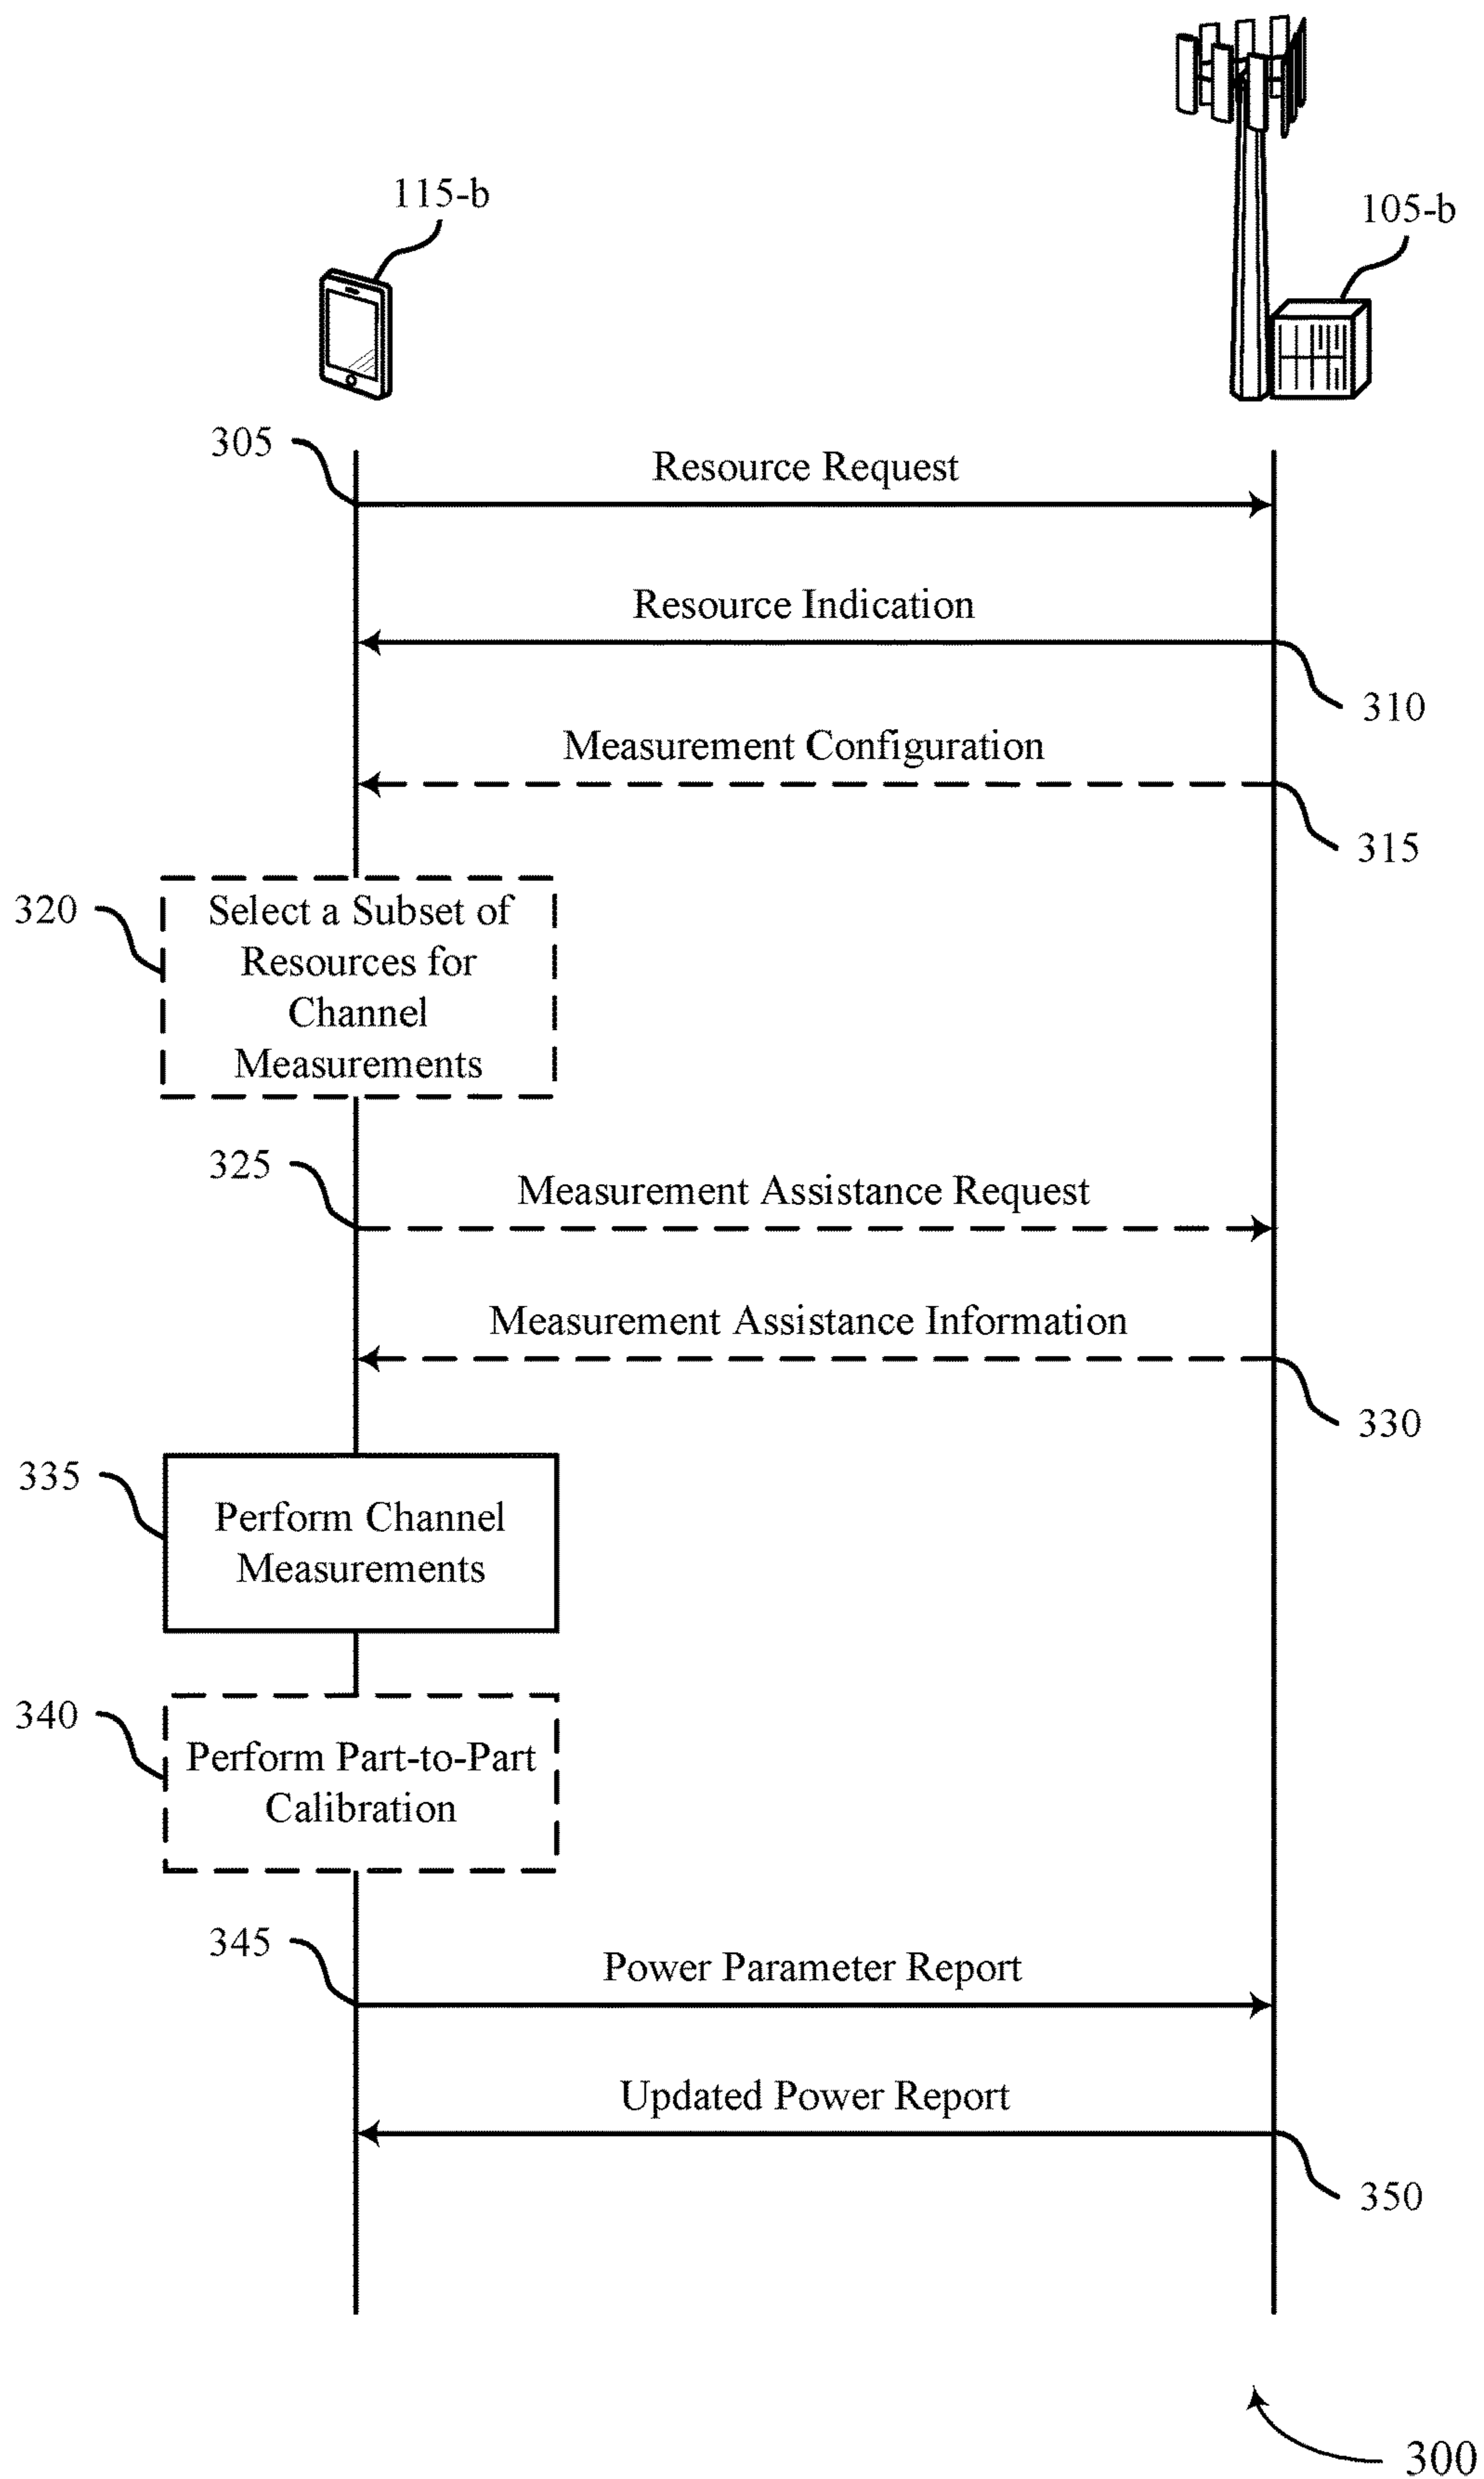 115-b
105-b
305
Resource Request
Resource Indication
310
Measurement Configuration
315
320
Select a Subset of
Resources for
Channel
Measurements
325
Measurement Assistance Request
Measurement Assistance Information
330
335
Perform Channel
Measurements
340
Perform Part-to-Part
Calibration
345
Power Parameter Report
Updated Power Report
350
300